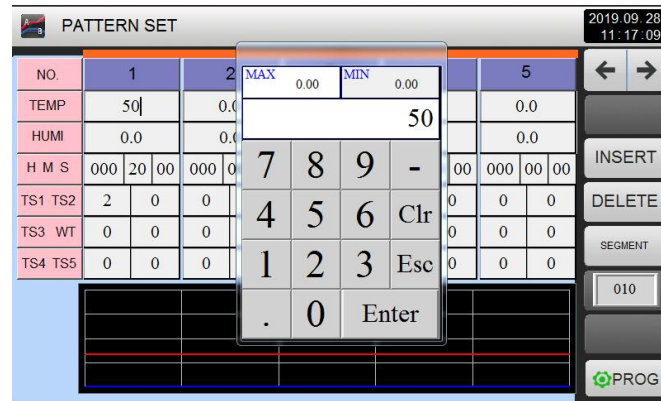 A B PATTERN SET
2019.09.28
11:17:09
NO. 1 2 5
TEMP 50 0.0
HUMI 0.0 0.0
H M S 000 20 00 000 00 000 00 00
TS1 TS2 2 0 0 0 0 0
TS3 WT 0 0 0 0 0 0
TS4 TS5 0 0 0 0 0 0
MAX 0.00 MIN 0.00
50
7 8 9 -
4 5 6 Clr
1 2 3 Esc
. 0 Enter
← →
INSERT
DELETE
SEGMENT
010
PROG